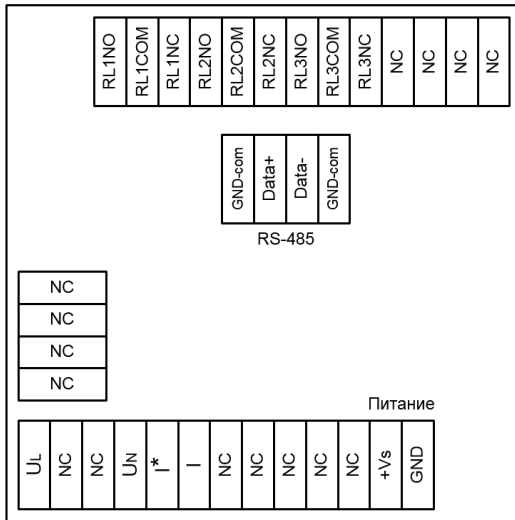 RL1NO RL1COM RL1NC RL2NO RL2COM RL2NC RL3NO RL3COM RL3NC NC NC NC NC
GND-com Data+ Data- GND-com
RS-485
NC
NC
NC
NC
Питание
UL NC NC UN I* I NC NC NC NC NC +Vs GND